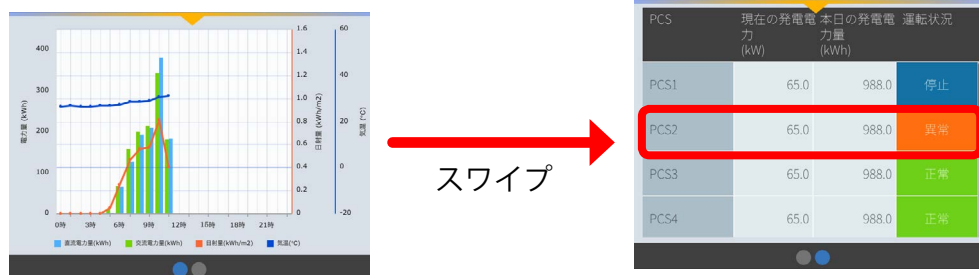 400
300
200
100
0
電力量 (kWh)
1.6
1.4
1.2
1.0
0.8
0.6
0.4
0.2
0
日射量 (kWh/m2)
60
40
20
0
-20
気温 (℃)
0時 3時 6時 9時 12時 15時 18時 21時
直流電力量(kWh) 交流電力量(kWh) 日射量(kWh/m2) 気温(℃)
スワイプ
PCS 現在の発電電 本日の発電電 運転状況
力 力量
(kW) (kWh)
PCS1 65.0 988.0 停止
PCS2 65.0 988.0 異常
PCS3 65.0 988.0 正常
PCS4 65.0 988.0 正常